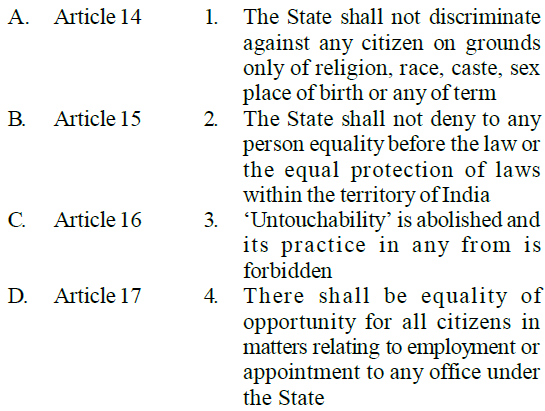 A. Article 14 1. The State shall not discriminate
against any citizen on grounds
only of religion, race, caste, sex
place of birth or any of term
B. Article 15 2. The State shall not deny to any
person equality before the law or
the equal protection of laws
within the territory of India
C. Article 16 3. ‘Untouchability’ is abolished and
its practice in any from is
forbidden
D. Article 17 4. There shall be equality of
opportunity for all citizens in
matters relating to employment or
appointment to any office under
the State